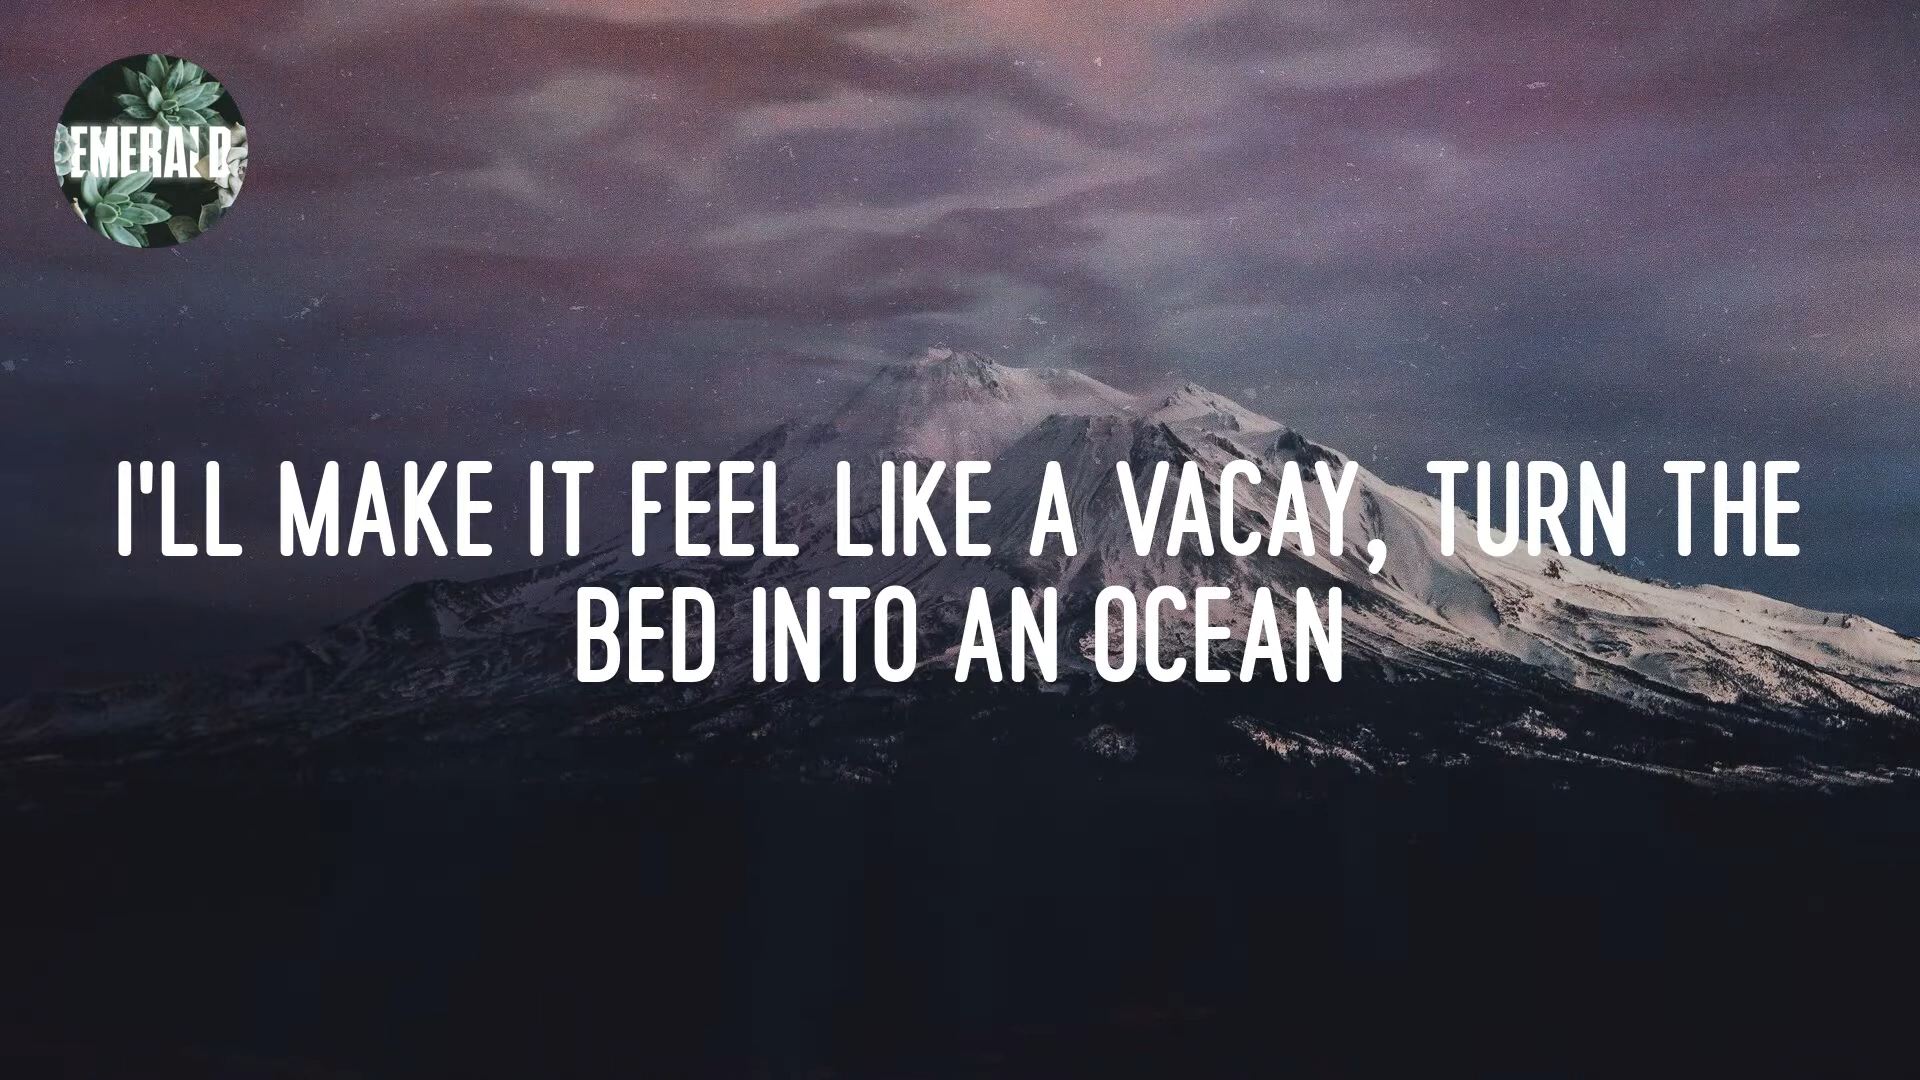 EMERALD
I'LL MAKE IT FEEL LIKE A VACAY, TURN THE
BED INTO AN OCEAN